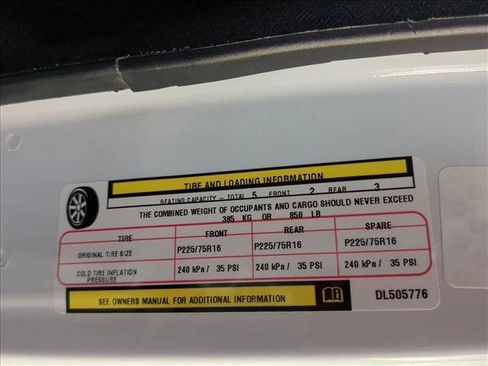 TIRE AND LOADING INFORMATION
SEATING CAPACITY - TOTAL 5 FRONT 2 REAR 3
THE COMBINED WEIGHT OF OCCUPANTS AND CARGO SHOULD NEVER EXCEED
385 KG OR 850 LB
TIRE FRONT REAR SPARE
ORIGINAL TIRE SIZE P225/75R16 P225/75R16 P225/75R16
COLD TIRE INFLATION PRESSURE 240 kPa / 35 PSI 240 kPa / 35 PSI 240 kPa / 35 PSI
SEE OWNERS MANUAL FOR ADDITIONAL INFORMATION DL505776